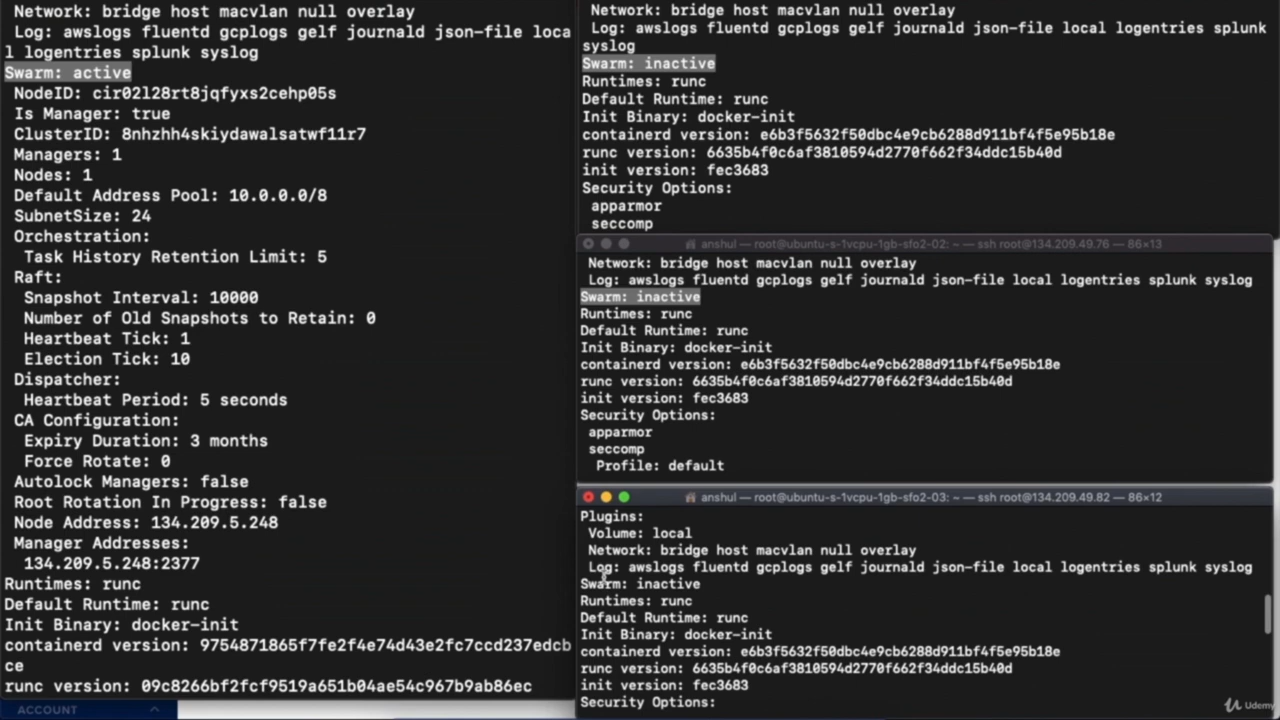 Network: bridge host macvlan null overlay
Log: awslogs fluentd gcplogs gelf journald json-file loca
l logentries splunk syslog
Swarm: active
NodeID: cir02l28rt8jqfyxs2cehp05s
Is Manager: true
ClusterID: 8nhzhh4skiydawalsatwf11r7
Managers: 1
Nodes: 1
Default Address Pool: 10.0.0.0/8
SubnetSize: 24
Orchestration:
Task History Retention Limit: 5
Raft:
Snapshot Interval: 10000
Number of Old Snapshots to Retain: 0
Heartbeat Tick: 1
Election Tick: 10
Dispatcher:
Heartbeat Period: 5 seconds
CA Configuration:
Expiry Duration: 3 months
Force Rotate: 0
Autolock Managers: false
Root Rotation In Progress: false
Node Address: 134.209.5.248
Manager Addresses:
134.209.5.248:2377
Runtimes: runc
Default Runtime: runc
Init Binary: docker-init
containerd version: 9754871865f7fe2f4e74d43e2fc7ccd237edcb
ce
runc version: 09c8266bf2fcf9519a651b04ae54c967b9ab86ec
ACCOUNT
Network: bridge host macvlan null overlay
Log: awslogs fluentd gcplogs gelf journald json-file local logentries splunk
syslog
Swarm: inactive
Runtimes: runc
Default Runtime: runc
Init Binary: docker-init
containerd version: e6b3f5632f50dbc4e9cb6288d911bf4f5e95b18e
runc version: 6635b4f0c6af3810594d2770f662f34ddc15b40d
init version: fec3683
Security Options:
apparmor
seccomp
anshul — root@ubuntu-s-1vcpu-1gb-sfo2-02: ~ — ssh root@134.209.49.76 — 86×13
Network: bridge host macvlan null overlay
Log: awslogs fluentd gcplogs gelf journald json-file local logentries splunk syslog
Swarm: inactive
Runtimes: runc
Default Runtime: runc
Init Binary: docker-init
containerd version: e6b3f5632f50dbc4e9cb6288d911bf4f5e95b18e
runc version: 6635b4f0c6af3810594d2770f662f34ddc15b40d
init version: fec3683
Security Options:
apparmor
seccomp
Profile: default
anshul — root@ubuntu-s-1vcpu-1gb-sfo2-03: ~ — ssh root@134.209.49.82 — 86×12
Plugins:
Volume: local
Network: bridge host macvlan null overlay
Log: awslogs fluentd gcplogs gelf journald json-file local logentries splunk syslog
Swarm: inactive
Runtimes: runc
Default Runtime: runc
Init Binary: docker-init
containerd version: e6b3f5632f50dbc4e9cb6288d911bf4f5e95b18e
runc version: 6635b4f0c6af3810594d2770f662f34ddc15b40d
init version: fec3683
Security Options:
Udemy